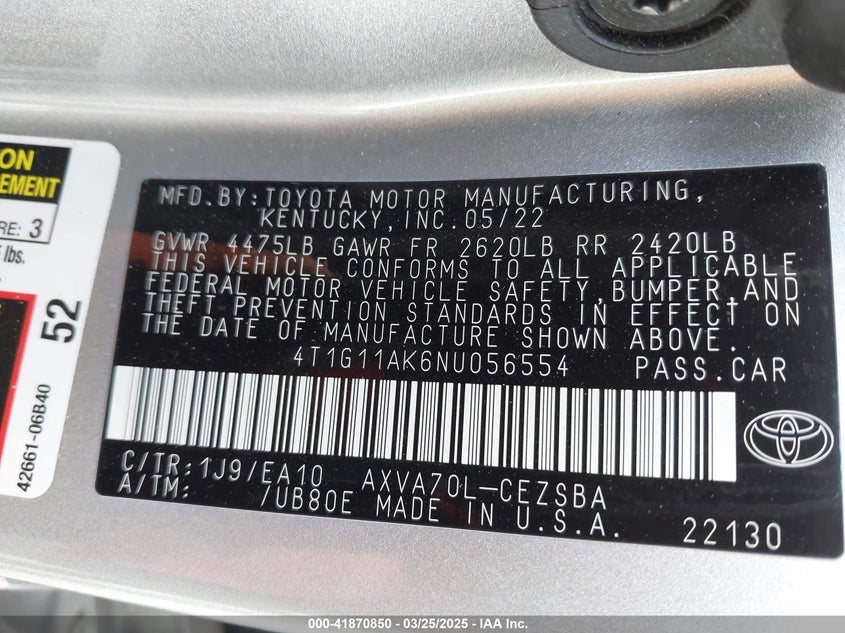 ON
EMENT
RE: 3
lbs.
52
42661-06B40
MFD.BY:TOYOTA MOTOR MANUFACTURING,
KENTUCKY,INC.05/22
GVWR 4475LB GAWR FR 2620LB RR 2420LB
THIS VEHICLE CONFORMS TO ALL APPLICABLE
FEDERAL MOTOR VEHICLE SAFETY,BUMPER,AND
THEFT PREVENTION STANDARDS IN EFFECT ON
THE DATE OF MANUFACTURE SHOWN ABOVE.
4T1G11AK6NU056554 PASS.CAR
C/TR:1J9/EA10 AXVA70L-CEZSBA
A/TM: /UB80E MADE IN U.S.A. 22130
000-41870850 — 03/25/2025 — IAA Inc.